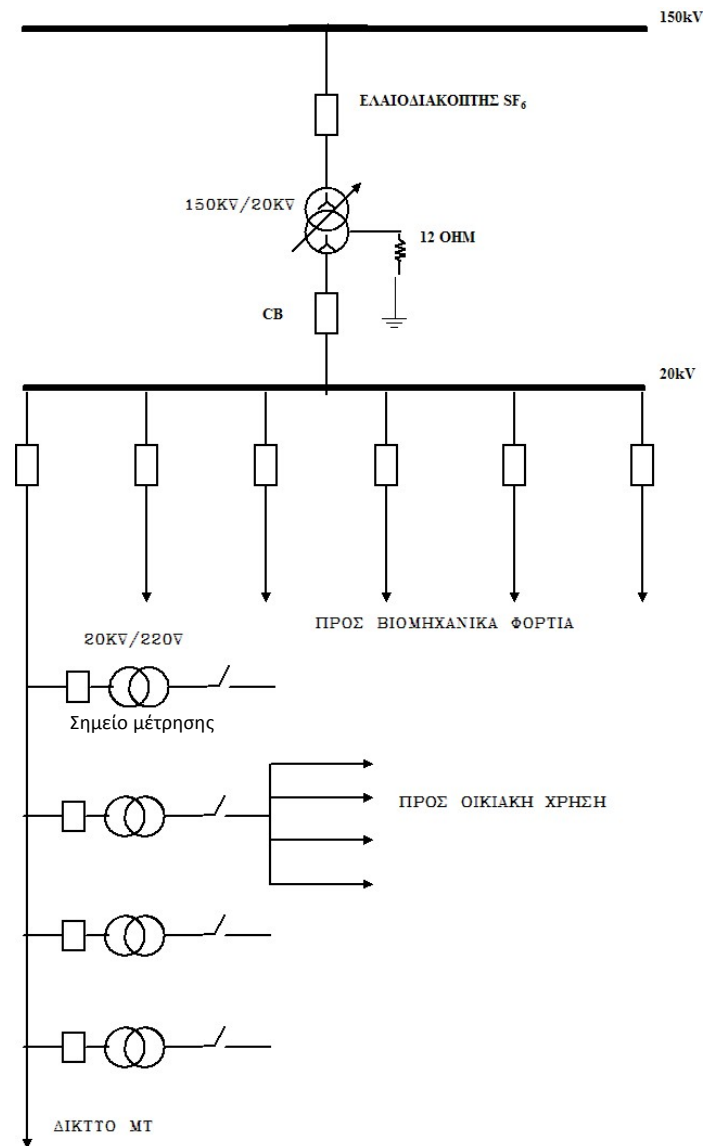 150kV
ΕΛΑΙΟΔΙΑΚΟΠΤΗΣ SF₆
150KV/20KV
12 OHM
CB
20kV
ΠΡΟΣ ΒΙΟΜΗΧΑΝΙΚΑ ΦΟΡΤΙΑ
20KV/220V
Σημείο μέτρησης
ΠΡΟΣ ΟΙΚΙΑΚΗ ΧΡΗΣΗ
ΔΙΚΤΤΟ ΜΤ